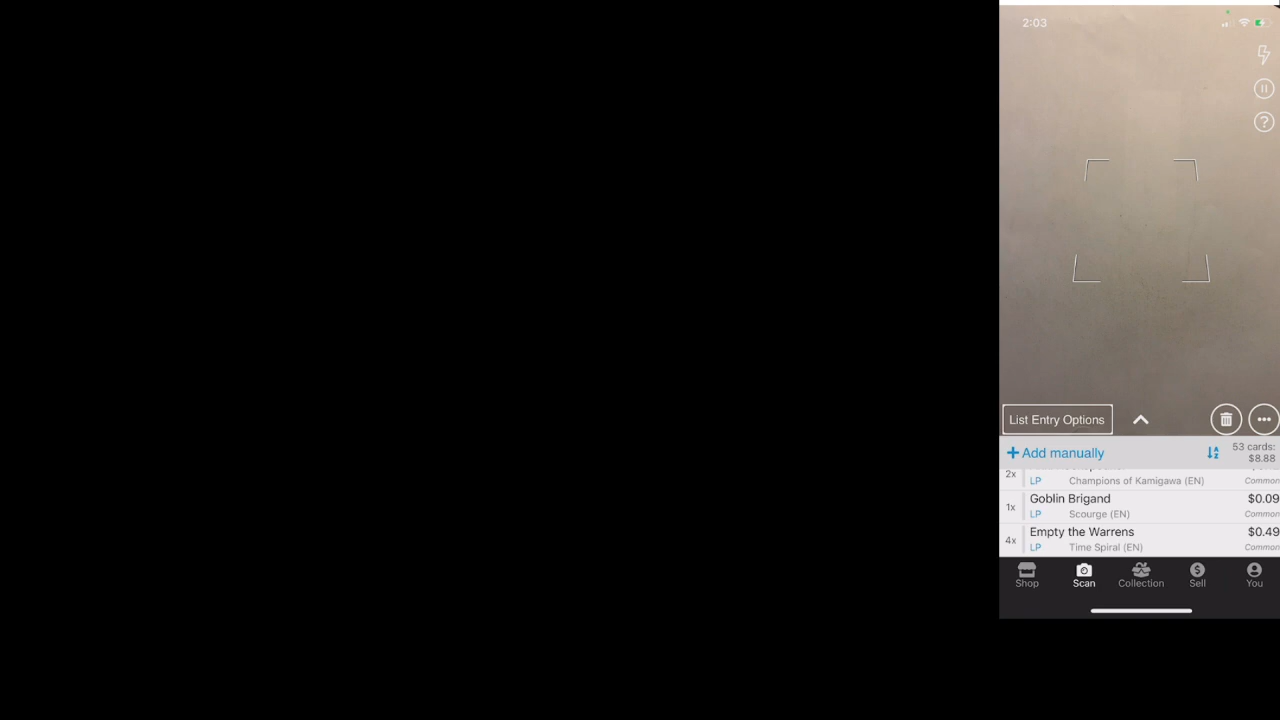 2:03
List Entry Options
Add manually
53 cards:
$8.88
2x
LP Champions of Kamigawa (EN) Common
1x Goblin Brigand $0.09
LP Scourge (EN) Common
4x Empty the Warrens $0.49
LP Time Spiral (EN) Common
Shop Scan Collection Sell You